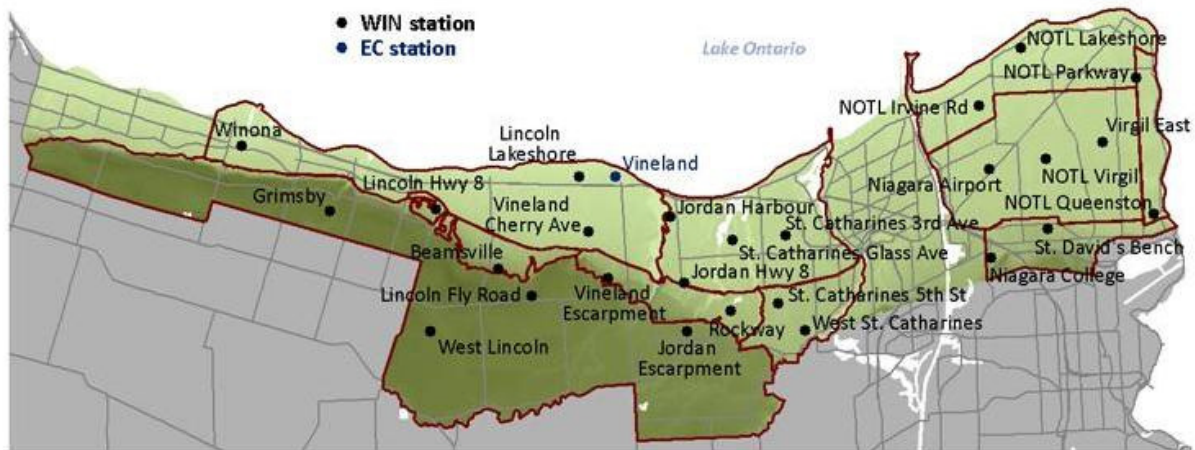 WIN station
EC station
Lake Ontario
NOTL Lakeshore
NOTL Parkway
NOTL Irvine Rd
Virgil East
Winona
Lincoln
Lakeshore
Vineland
Niagara Airport
NOTL Virgil
Grimsby
Lincoln Hwy 8
Vineland
Cherry Ave
Jordan Harbour
St. Catharines 3rd Ave
NOTL Queenston
St. Catharines Glass Ave
St. David's Bench
Beamsville
Jordan Hwy 8
Niagara College
Lincoln Fly Road
Vineland
Escarpment
St. Catharines 5th St
Rockway
West St. Catharines
West Lincoln
Jordan
Escarpment